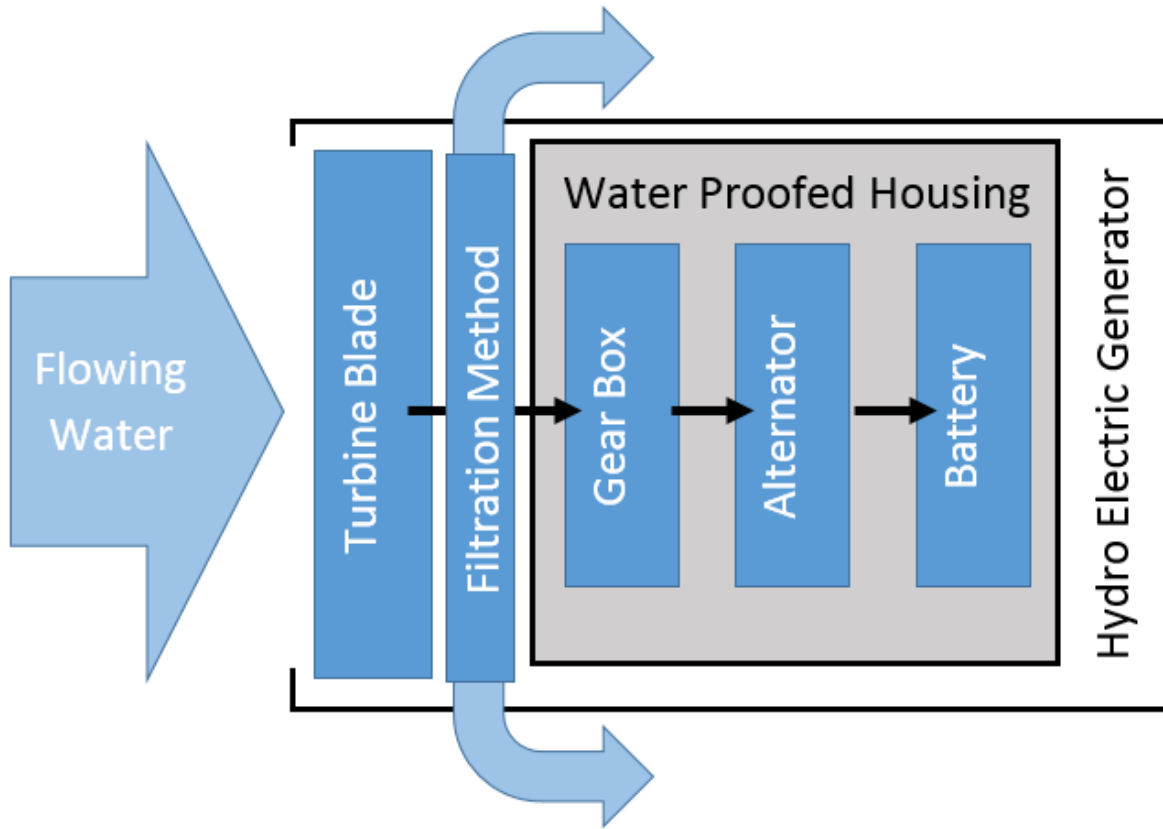 Flowing
Water
Turbine Blade
Filtration Method
Water Proofed Housing
Gear Box
Alternator
Battery
Hydro Electric Generator